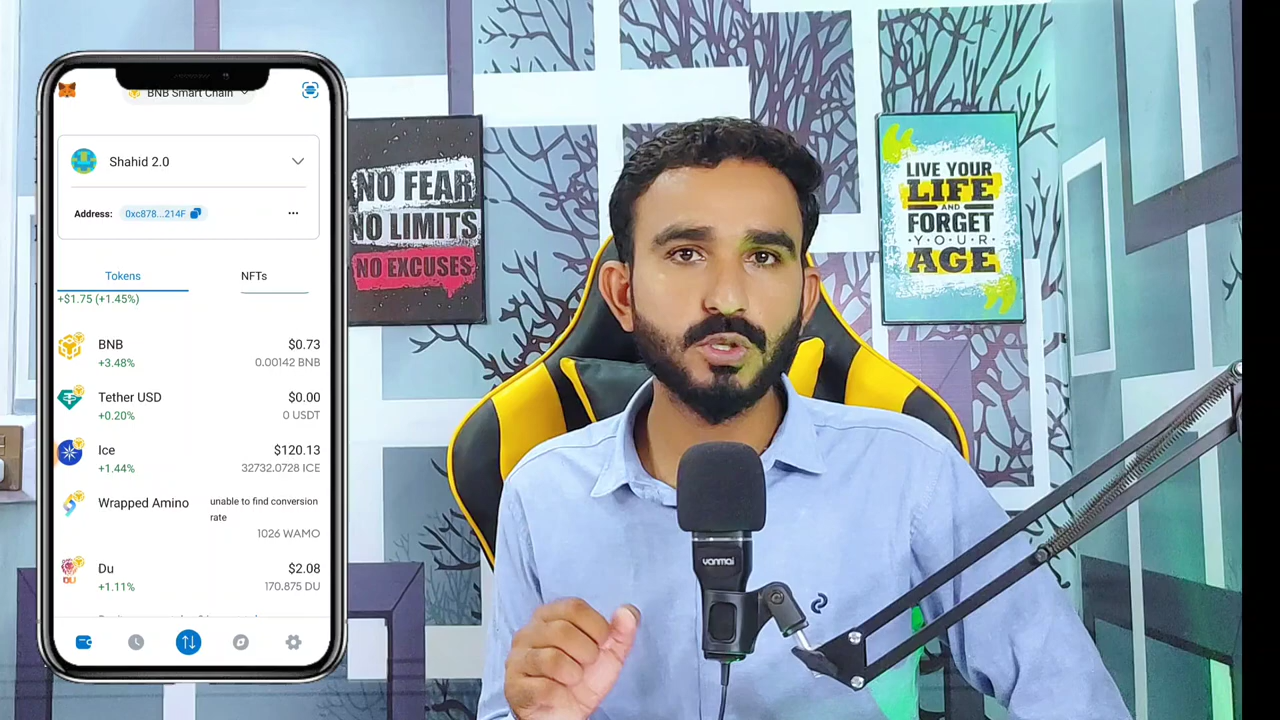 BNB Smart Chain
Shahid 2.0
Address: 0xc878...214F
Tokens
NFTs
+$1.75 (+1.45%)
BNB
$0.73
+3.48%
0.00142 BNB
Tether USD
$0.00
+0.20%
0 USDT
Ice
$120.13
+1.44%
32732.0728 ICE
Wrapped Amino
unable to find conversion
rate
1026 WAMO
Du
$2.08
+1.11%
170.875 DU
NO FEAR
NO LIMITS
NO EXCUSES
LIVE YOUR
LIFE
AND
FORGET
YOUR
AGE
vanmaı